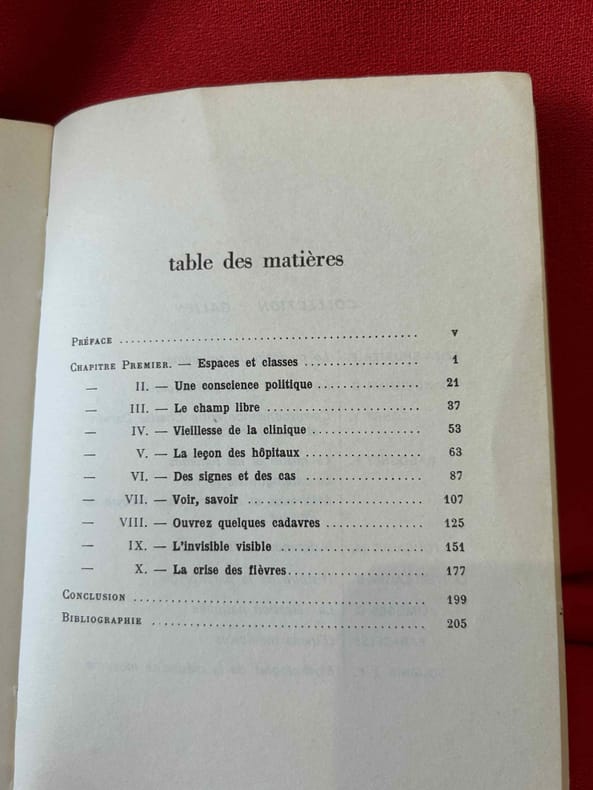 table des matières
PRÉFACE ........................................ V
CHAPITRE PREMIER. — Espaces et classes .................. 1
— II. — Une conscience politique ................ 21
— III. — Le champ libre ........................ 37
— IV. — Vieillesse de la clinique ................. 53
— V. — La leçon des hôpitaux .................. 63
— VI. — Des signes et des cas .................. 87
— VII. — Voir, savoir ........................... 107
— VIII. — Ouvrez quelques cadavres ............... 125
— IX. — L'invisible visible ...................... 151
— X. — La crise des fièvres ..................... 177
CONCLUSION .......................................... 199
BIBLIOGRAPHIE ....................................... 205